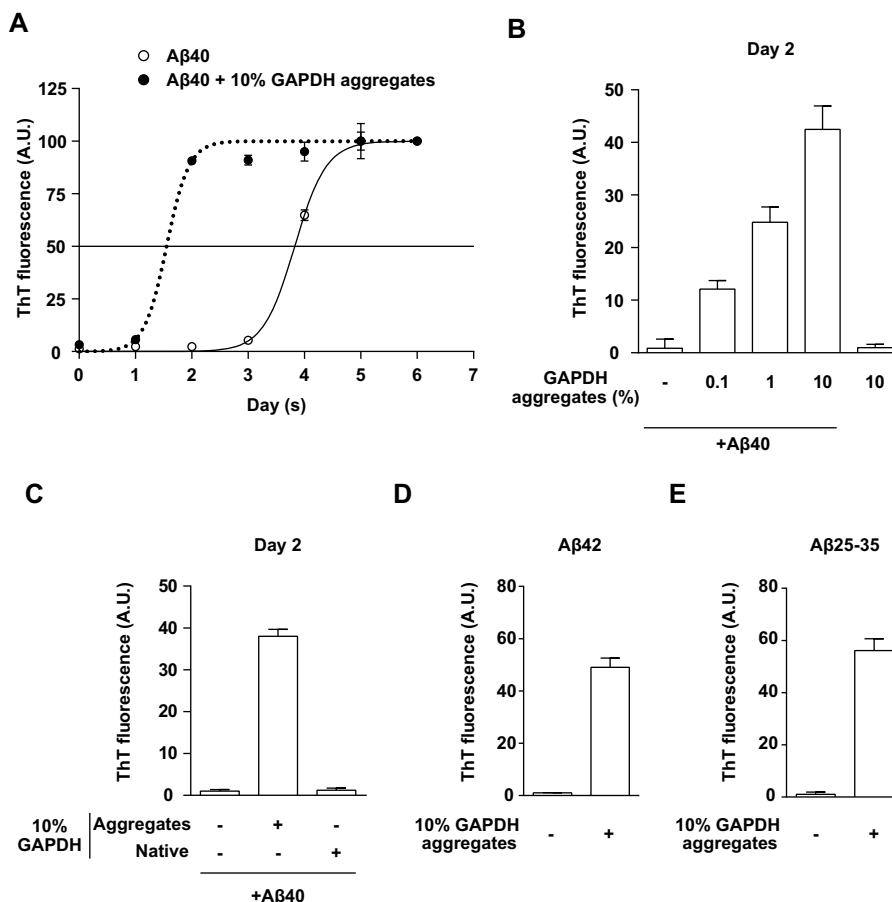 A
Aβ40
Aβ40 + 10% GAPDH aggregates
ThT fluorescence (A.U.)
125
100
75
50
25
0
0 1 2 3 4 5 6 7
Day (s)
B
Day 2
ThT fluorescence (A.U.)
50
40
30
20
10
0
GAPDH
aggregates (%)
- 0.1 1 10 10
+Aβ40
C
Day 2
ThT fluorescence (A.U.)
50
40
30
20
10
0
10%
GAPDH
Aggregates - + -
Native - - +
+Aβ40
D
Aβ42
ThT fluorescence (A.U.)
80
60
40
20
0
10% GAPDH
aggregates
- +
E
Aβ25-35
ThT fluorescence (A.U.)
80
60
40
20
0
10% GAPDH
aggregates
- +